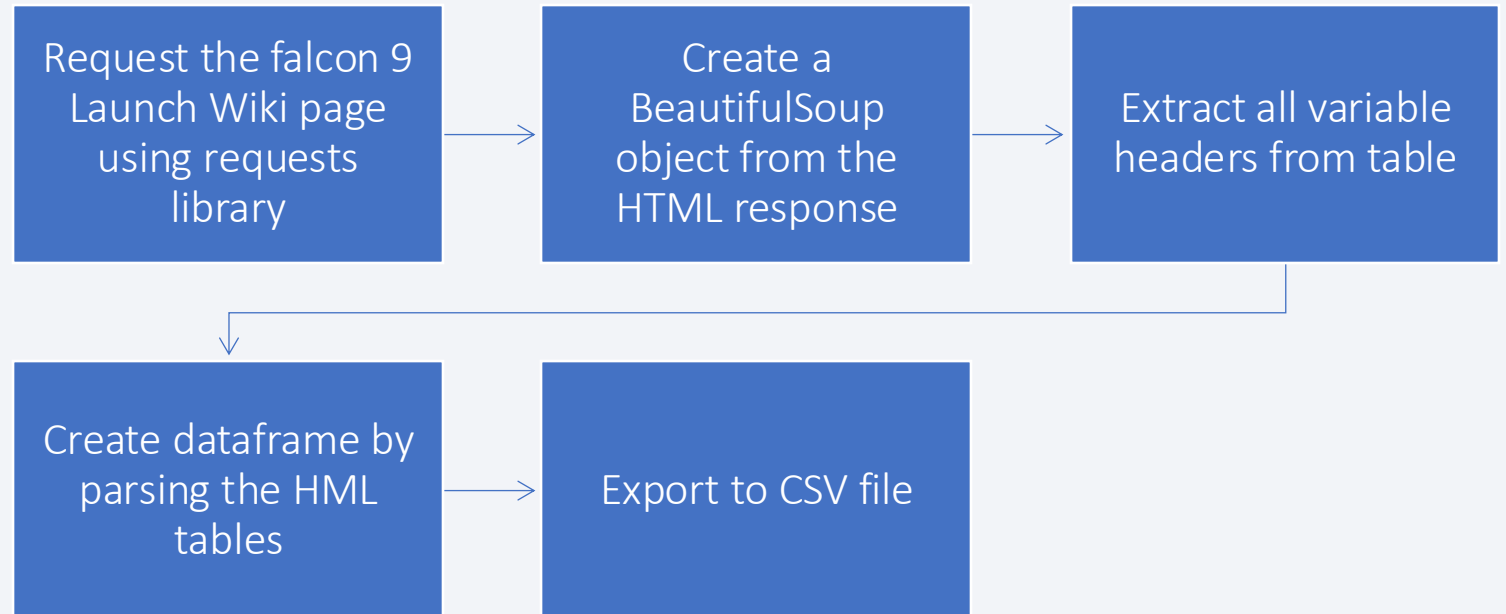 Request the falcon 9
Launch Wiki page
using requests
library
Create a
BeautifulSoup
object from the
HTML response
Extract all variable
headers from table
Create dataframe by
parsing the HML
tables
Export to CSV file